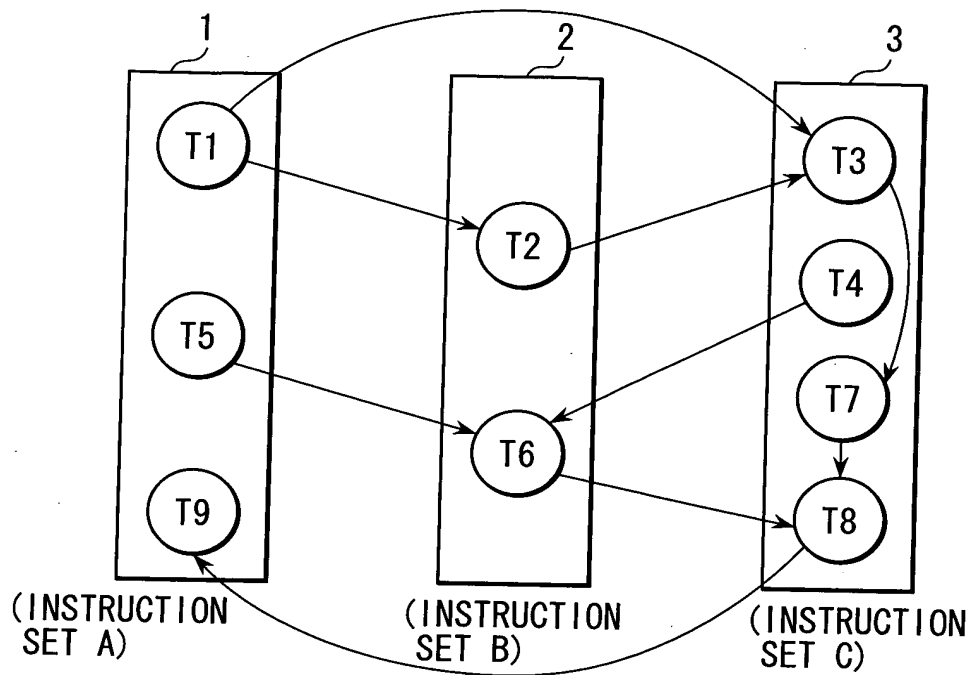 1
2
3
T1
T2
T3
T4
T5
T6
T7
T8
T9
(INSTRUCTION
SET A)
(INSTRUCTION
SET B)
(INSTRUCTION
SET C)